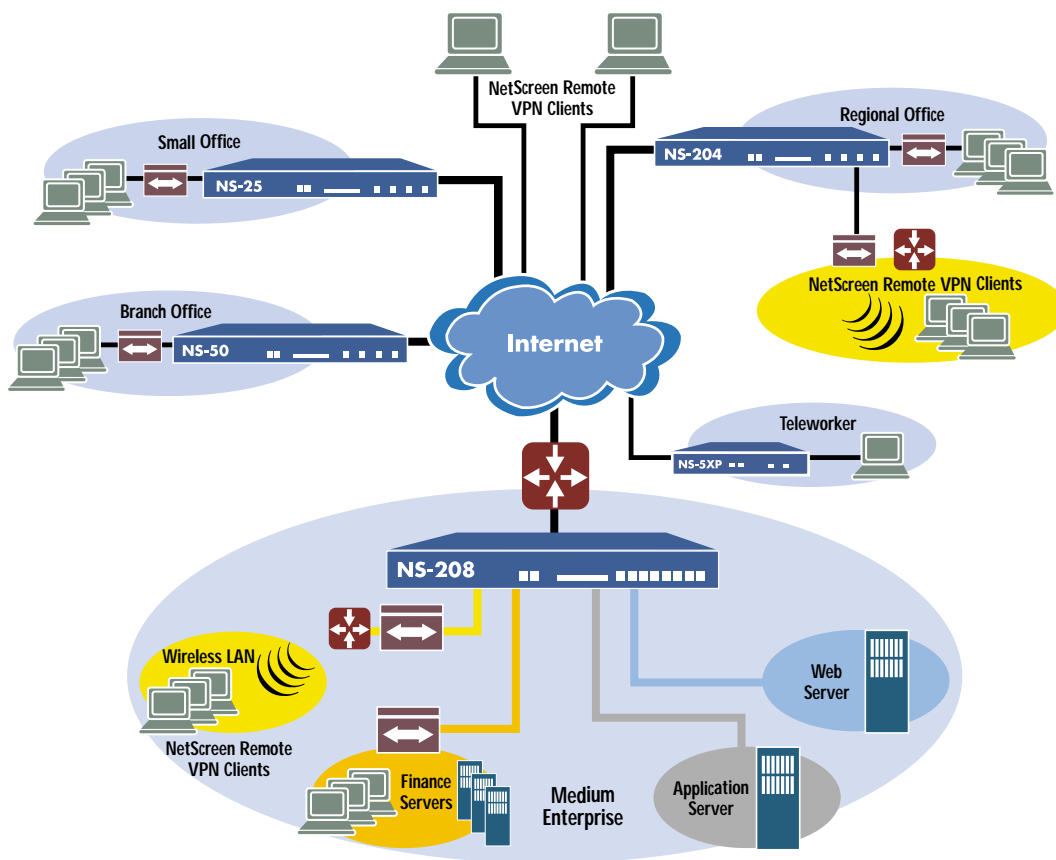 NetScreen Remote
VPN Clients
Small Office
NS-25
Regional Office
NS-204
NetScreen Remote VPN Clients
Branch Office
NS-50
Internet
Teleworker
NS-5XP
NS-208
Wireless LAN
NetScreen Remote
VPN Clients
Finance
Servers
Medium
Enterprise
Application
Server
Web
Server